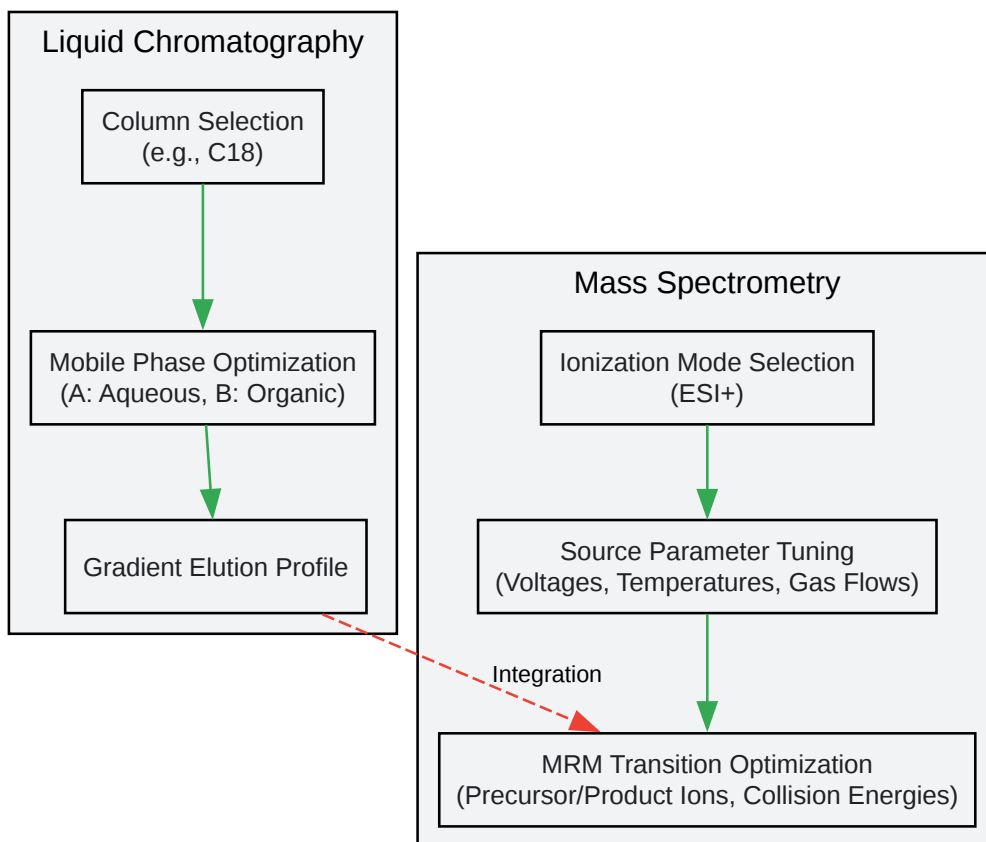 Liquid Chromatography
Column Selection
(e.g., C18)
Mobile Phase Optimization
(A: Aqueous, B: Organic)
Gradient Elution Profile
Integration
Mass Spectrometry
Ionization Mode Selection
(ESI+)
Source Parameter Tuning
(Voltages, Temperatures, Gas Flows)
MRM Transition Optimization
(Precursor/Product Ions, Collision Energies)